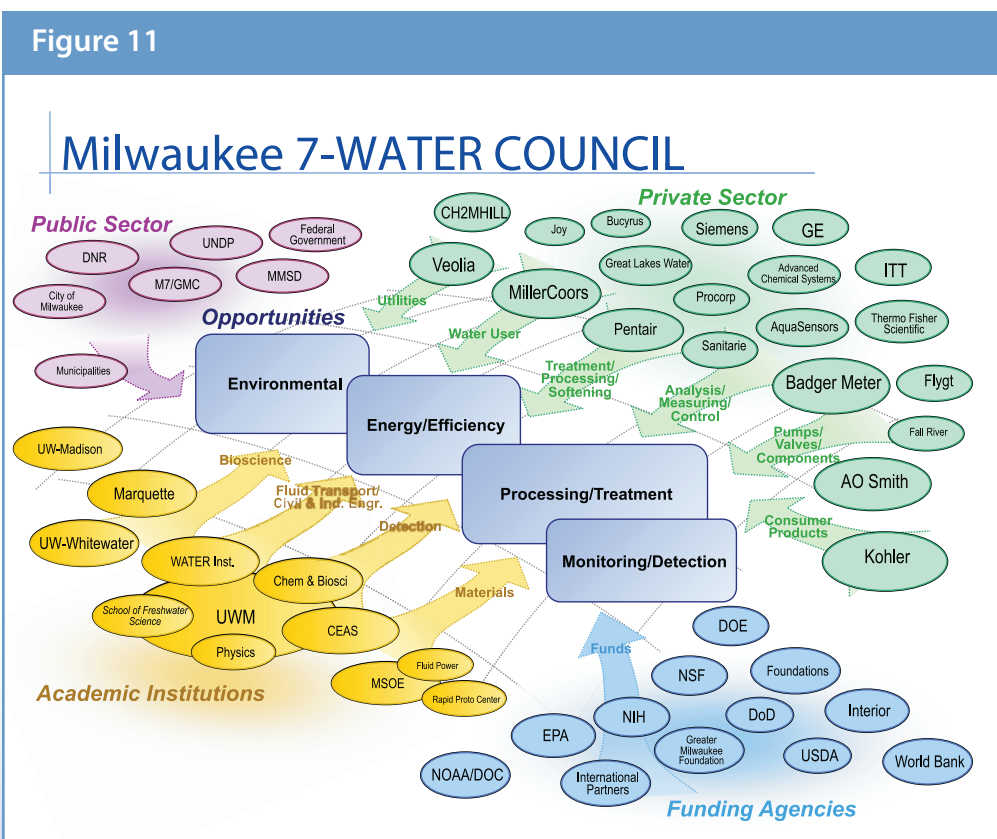 Figure 11
Milwaukee 7-WATER COUNCIL
Public Sector
DNR
UNDP
Federal
Government
City of
Milwaukee
M7/GMC
MMSD
Municipalities
Opportunities
Private Sector
CH2MHILL
Joy
Bucyrus
Siemens
GE
Veolia
Great Lakes Water
Advanced
Chemical Systems
ITT
MillerCoors
Procorp
Pentair
AquaSensors
Thermo Fisher
Scientific
Sanitarie
Badger Meter
Flygt
Fall River
AO Smith
Kohler
Utilities
Water User
Treatment/
Processing/
Softening
Analysis/
Measuring/
Control
Pumps/
Valves/
Components
Consumer
Products
Environmental
Energy/Efficiency
Processing/Treatment
Monitoring/Detection
UW-Madison
Marquette
UW-Whitewater
WATER Inst.
Chem & Biosci
School of Freshwater
Science
UWM
CEAS
Physics
MSOE
Fluid Power
Rapid Proto Center
Bioscience
Fluid Transport/
Civil & Ind. Engr.
Detection
Materials
Academic Institutions
Funds
DOE
NSF
Foundations
NIH
DoD
Interior
EPA
Greater
Milwaukee
Foundation
USDA
World Bank
NOAA/DOC
International
Partners
Funding Agencies